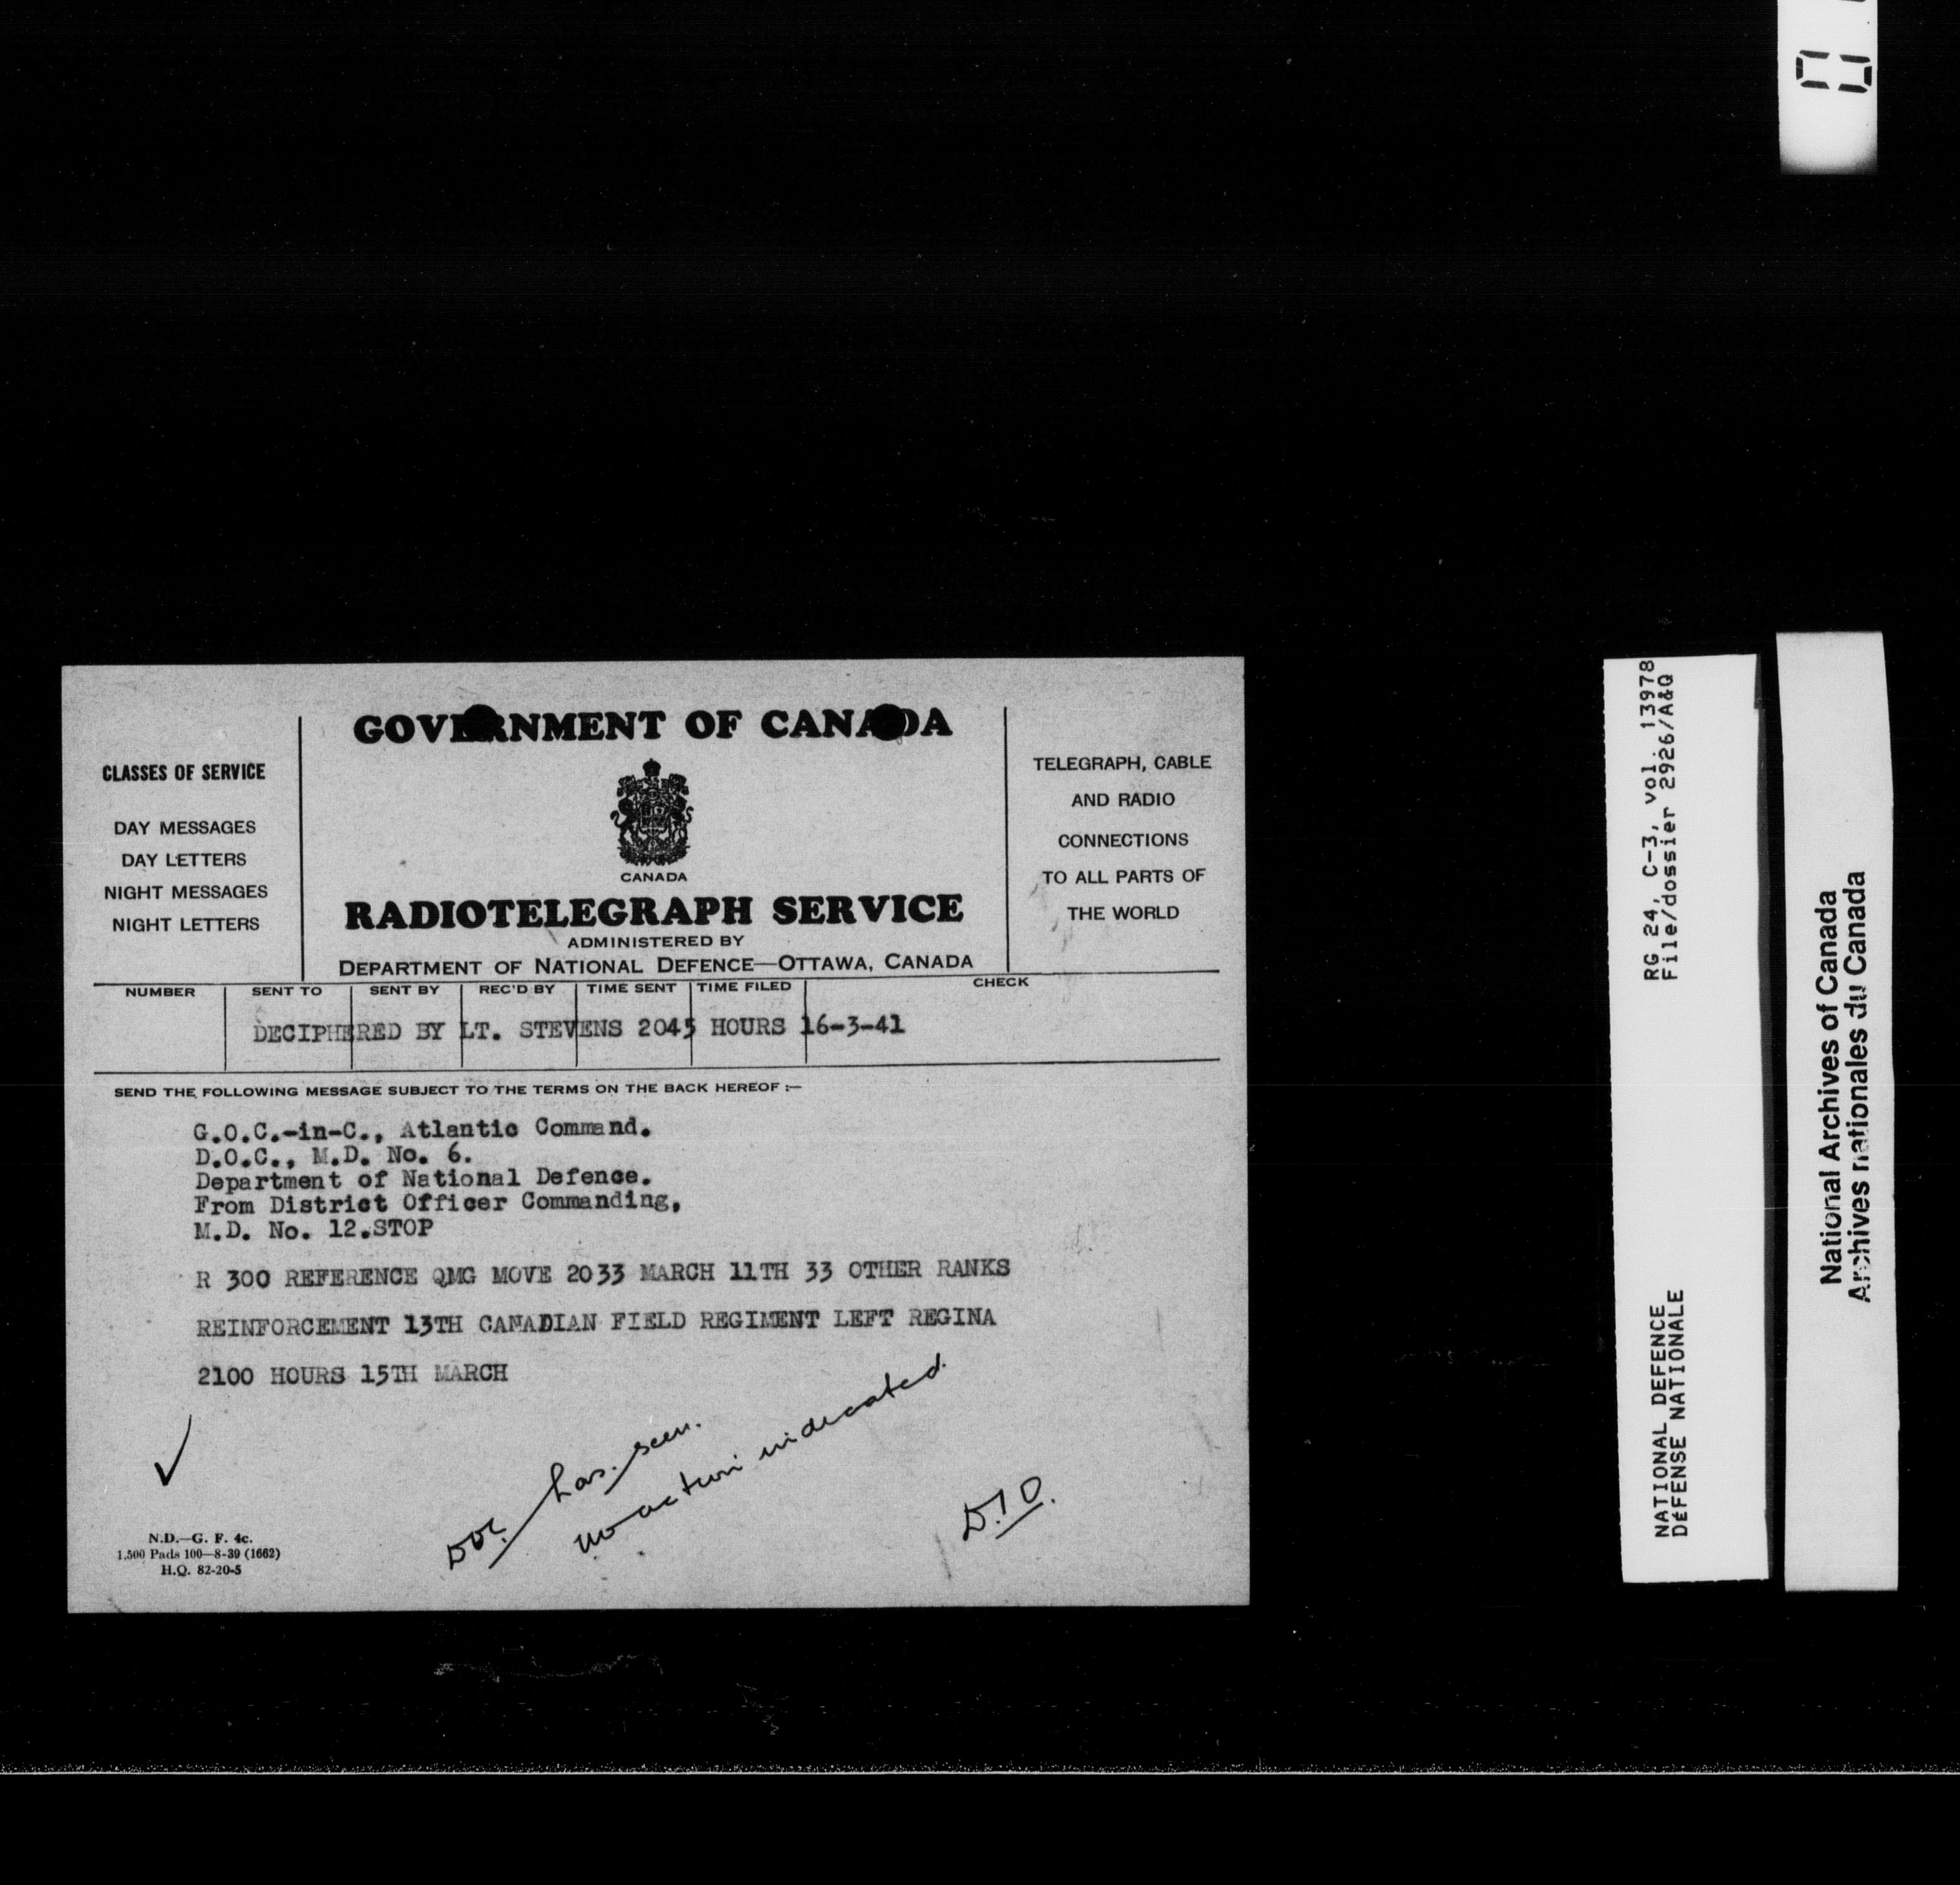 GOVERNMENT OF CANADA
CLASSES OF SERVICE
DAY MESSAGES
DAY LETTERS
NIGHT MESSAGES
NIGHT LETTERS
CANADA
RADIOTELEGRAPH SERVICE
ADMINISTERED BY
DEPARTMENT OF NATIONAL DEFENCE—OTTAWA, CANADA
TELEGRAPH, CABLE
AND RADIO
CONNECTIONS
TO ALL PARTS OF
THE WORLD
NUMBER SENT TO SENT BY REC'D BY TIME SENT TIME FILED CHECK
DECIPHERED BY LT. STEVENS 2045 HOURS 16-3-41
SEND THE FOLLOWING MESSAGE SUBJECT TO THE TERMS ON THE BACK HEREOF :—
G.O.C.-in-C., Atlantic Command.
D.O.C., M.D. No. 6.
Department of National Defence.
From District Officer Commanding,
M.D. No. 12.STOP
R 300 REFERENCE QMG MOVE 2033 MARCH 11TH 33 OTHER RANKS
REINFORCEMENT 13TH CANADIAN FIELD REGIMENT LEFT REGINA
2100 HOURS 15TH MARCH
has seen.
no action indicated.
D.I.O.
N.D.—G. F. 4c.
1,500 Pads 100—8-39 (1662)
H.Q. 82-20-5
RG 24, C-3, vol. 13978
File/dossier 2926/A&Q
NATIONAL DEFENCE
DÉFENSE NATIONALE
National Archives of Canada
Archives nationales du Canada